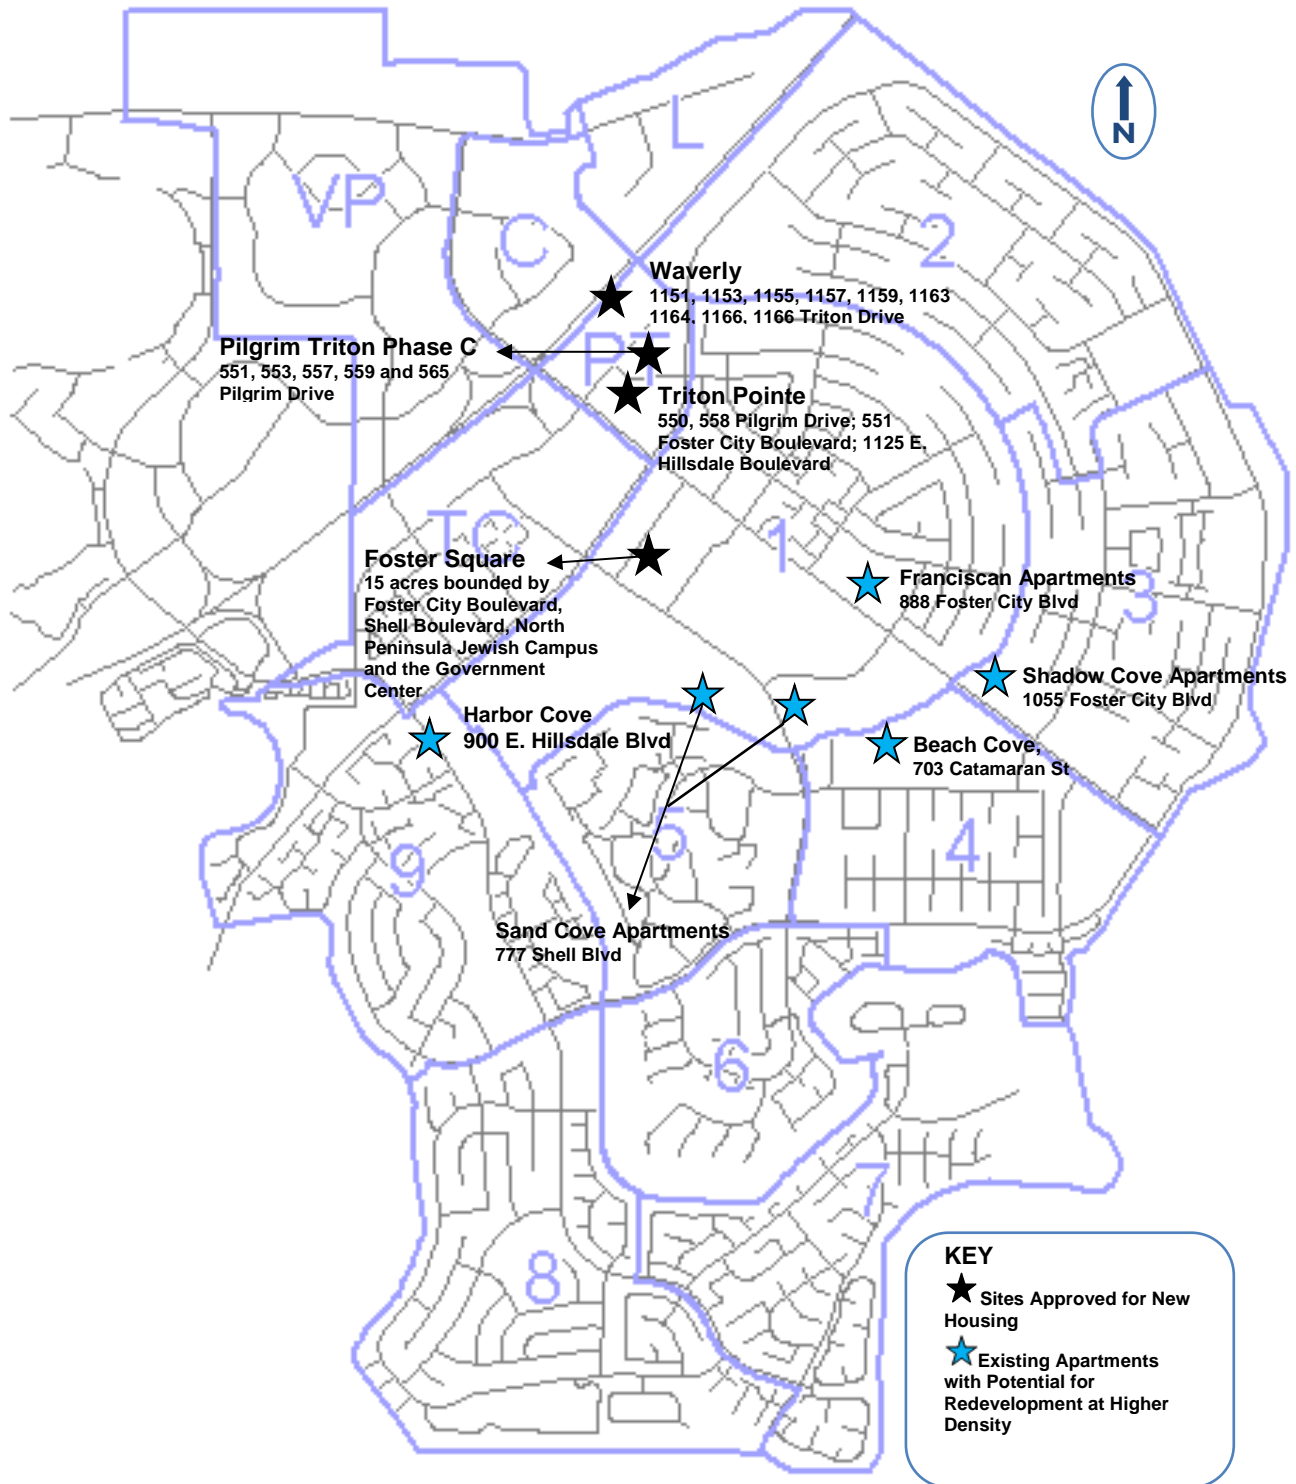 N
L
VP
C
2
Waverly
1151, 1153, 1155, 1157, 1159, 1163
1164, 1166, 1166 Triton Drive
PT
Pilgrim Triton Phase C
551, 553, 557, 559 and 565
Pilgrim Drive
Triton Pointe
550, 558 Pilgrim Drive; 551
Foster City Boulevard; 1125 E.
Hillsdale Boulevard
TC
1
Foster Square
15 acres bounded by
Foster City Boulevard,
Shell Boulevard, North
Peninsula Jewish Campus
and the Government
Center
Franciscan Apartments
888 Foster City Blvd
3
Shadow Cove Apartments
1055 Foster City Blvd
Harbor Cove
900 E. Hillsdale Blvd
Beach Cove,
703 Catamaran St
5
4
9
Sand Cove Apartments
777 Shell Blvd
6
7
8
KEY
Sites Approved for New
Housing
Existing Apartments
with Potential for
Redevelopment at Higher
Density